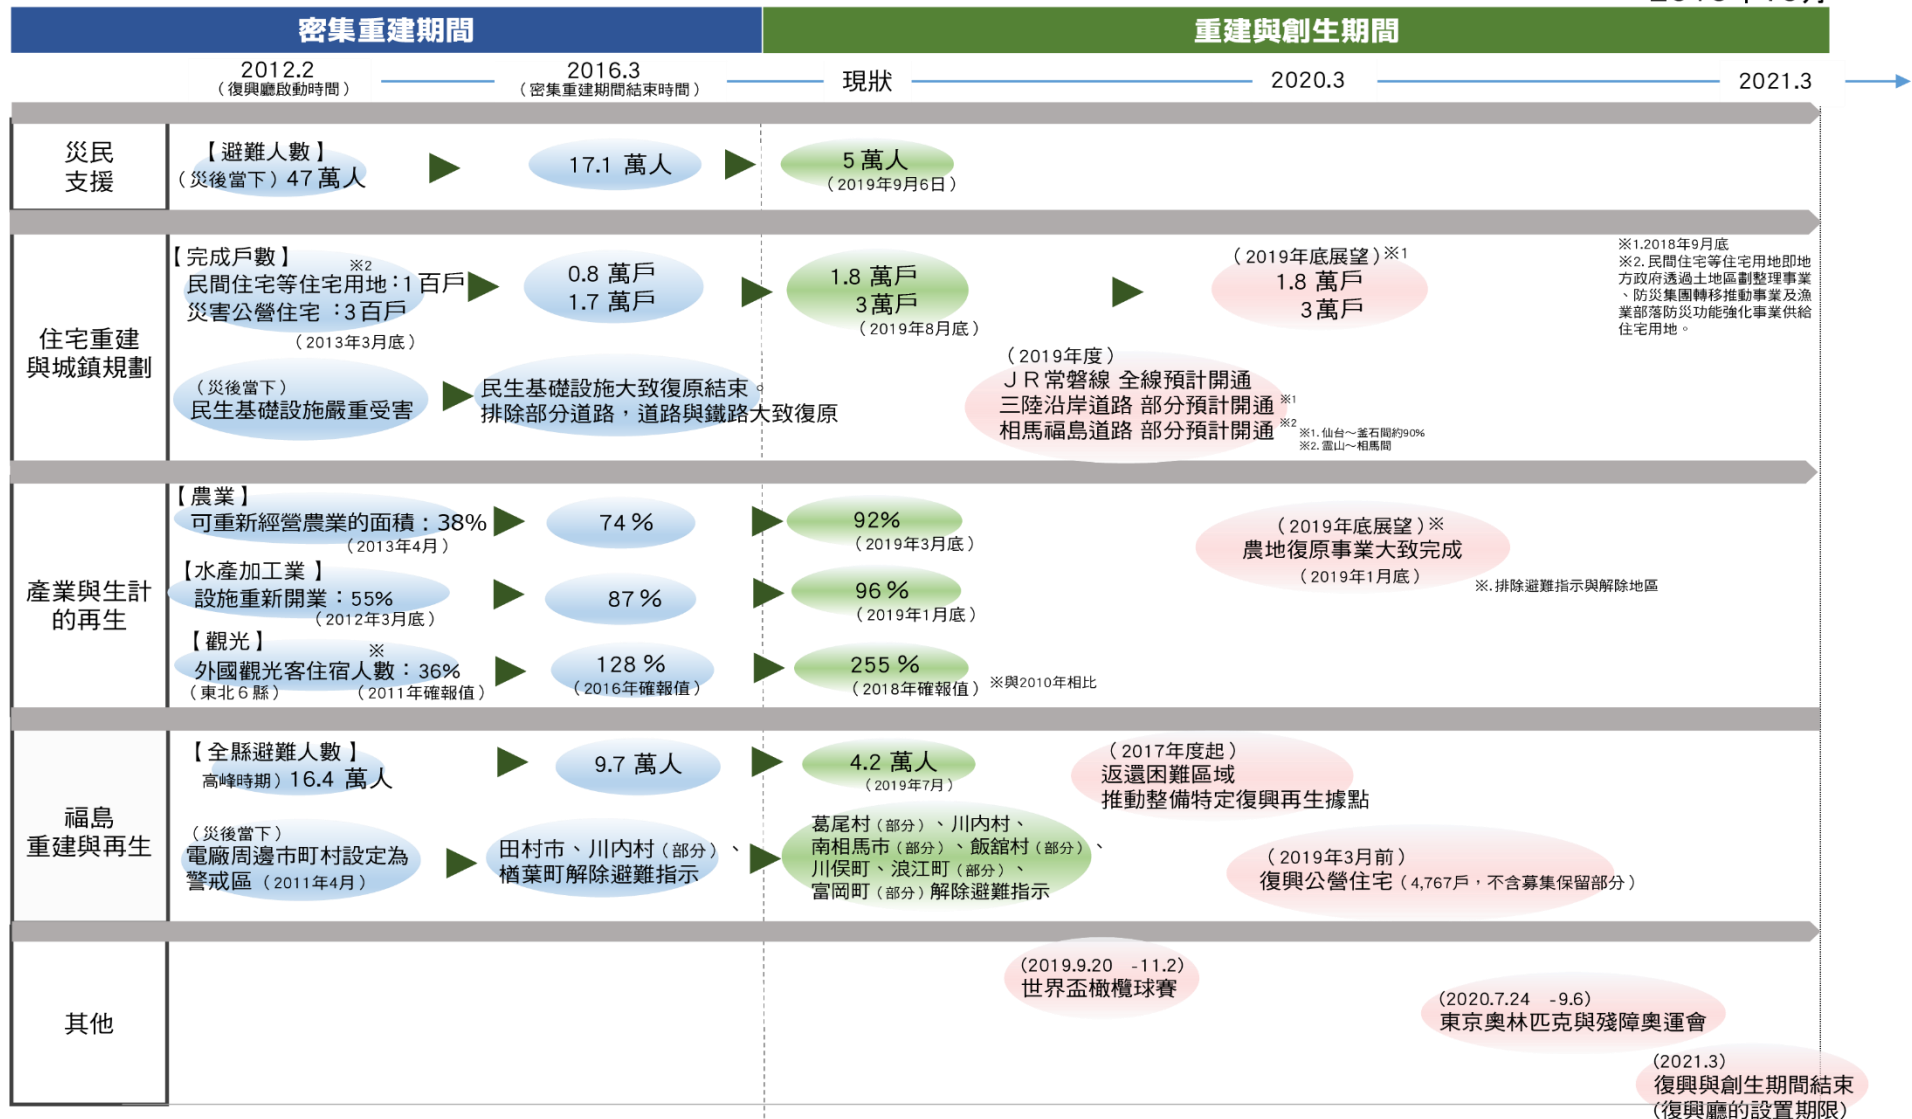 密集重建期間
重建與創生期間
2012.2
（復興廳啟動時間）
2016.3
（密集重建期間結束時間）
現狀
2020.3
2021.3
災民
支援
【避難人數】
（災後當下）47萬人
17.1 萬人
5萬人
（2019年9月6日）
住宅重建
與城鎮規劃
【完成戶數】
※2
民間住宅等住宅用地：1百戶
災害公營住宅 ：3百戶
（2013年3月底）
0.8 萬戶
1.7 萬戶
1.8 萬戶
3萬戶
（2019年8月底）
（2019年底展望）※1
1.8 萬戶
3萬戶
※1.2018年9月底
※2. 民間住宅等住宅用地即地
方政府透過土地區劃整理事業
、防災集團轉移推動事業及漁
業部落防災功能強化事業供給
住宅用地。
（災後當下）
民生基礎設施嚴重受害
民生基礎設施大致復原結束。
排除部分道路，道路與鐵路大致復原
（2019年度）
ＪＲ常磐線 全線預計開通
三陸沿岸道路 部分預計開通 ※1
相馬福島道路 部分預計開通 ※2
※1. 仙台～釜石間約90%
※2. 靈山～相馬間
產業與生計
的再生
【農業】
可重新經營農業的面積：38%
（2013年4月）
74％
92%
（2019年3月底）
（2019年底展望）※
農地復原事業大致完成
（2019年1月底）
※. 排除避難指示與解除地區
【水產加工業】
設施重新開業：55%
（2012年3月底）
87％
96％
（2019年1月底）
【觀光】
※
外國觀光客住宿人數：36%
（東北6縣） （2011年確報值）
128％
（2016年確報值）
255％
（2018年確報值） ※與2010年相比
福島
重建與再生
【全縣避難人數】
高峰時期）16.4 萬人
9.7 萬人
4.2 萬人
（2019年7月）
（2017年度起）
返還困難區域
推動整備特定復興再生據點
（災後當下）
電廠周邊市町村設定為
警戒區（2011年4月）
田村市、川內村（部分）、
楢葉町解除避難指示
葛尾村（部分）、川內村、
南相馬市（部分）、飯舘村（部分）、
川俣町、浪江町（部分）、
富岡町（部分）解除避難指示
（2019年3月前）
復興公營住宅（4,767戶，不含募集保留部分）
其他
(2019.9.20 -11.2)
世界盃橄欖球賽
(2020.7.24 -9.6)
東京奧林匹克與殘障奧運會
(2021.3)
復興與創生期間結束
(復興廳的設置期限)